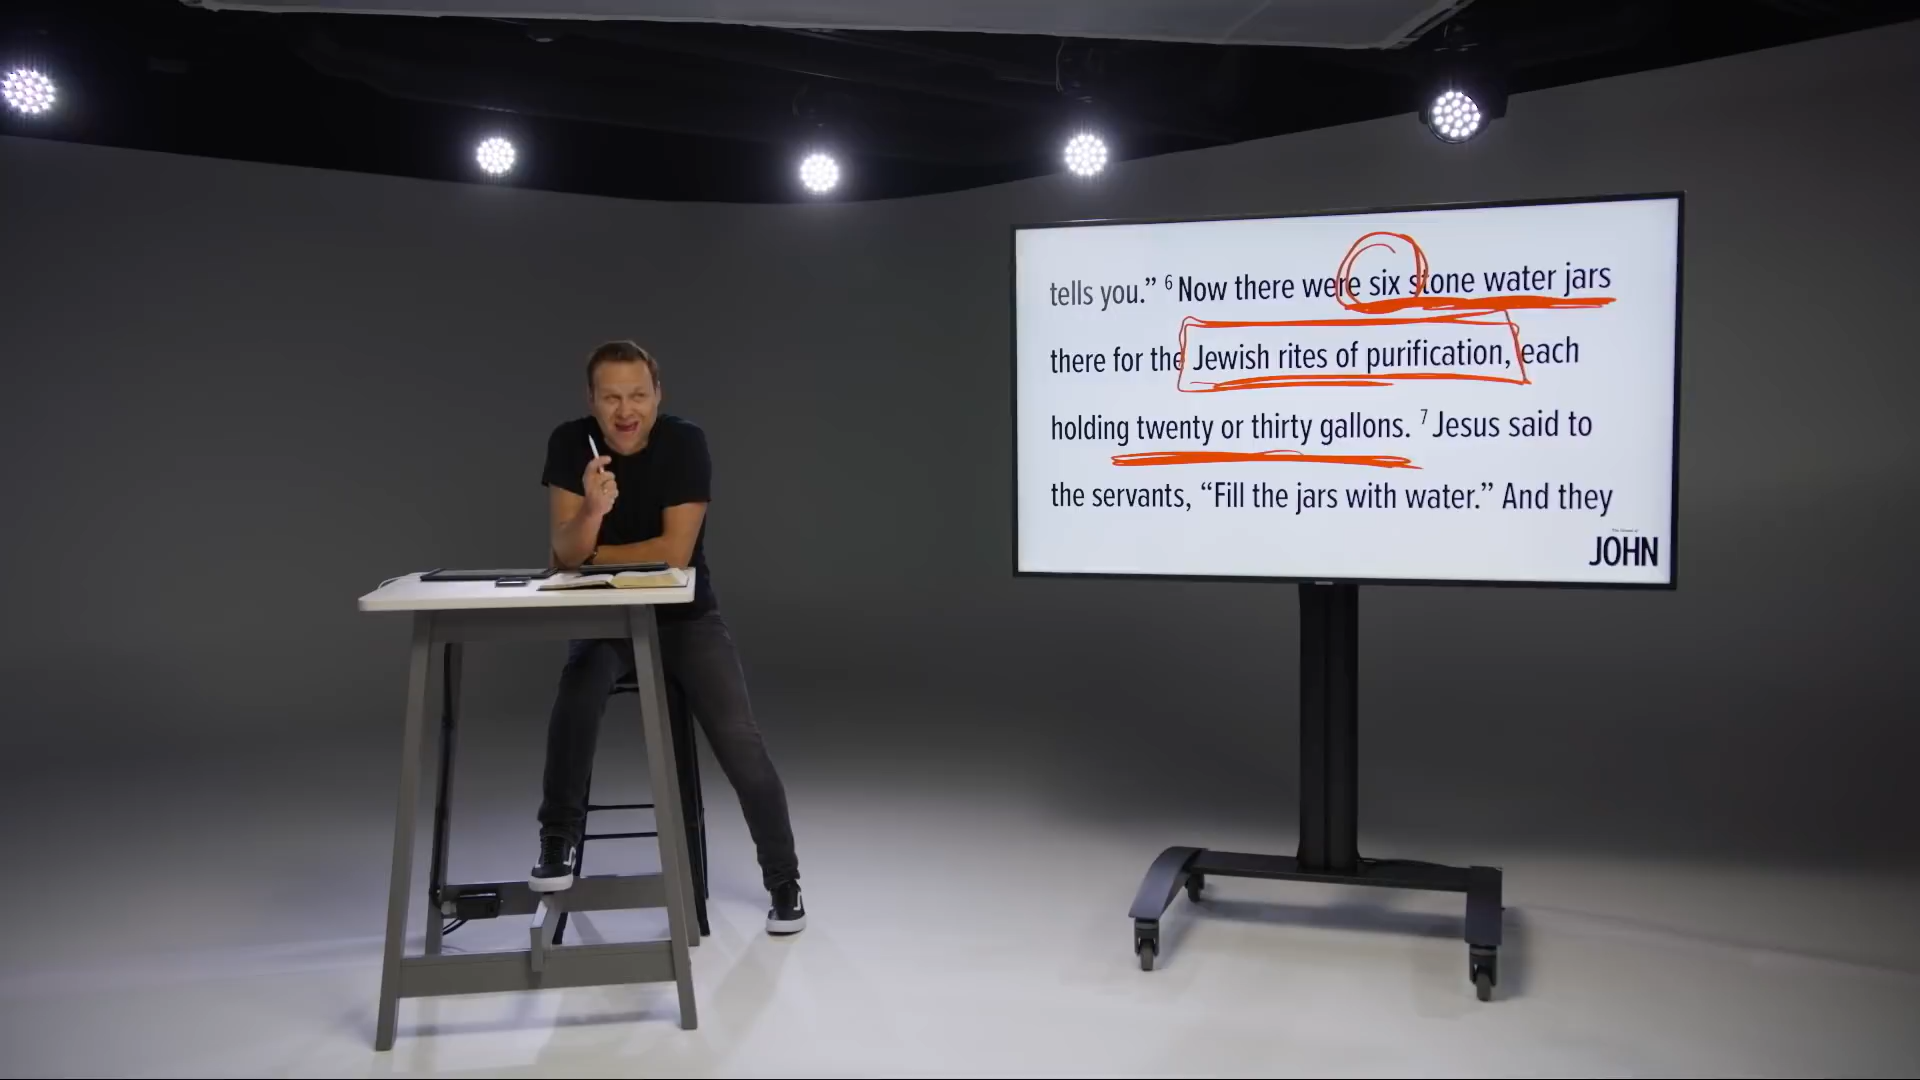 tells you.” ⁶ Now there were six stone water jars
there for the Jewish rites of purification, each
holding twenty or thirty gallons. ⁷ Jesus said to
the servants, “Fill the jars with water.” And they
JOHN